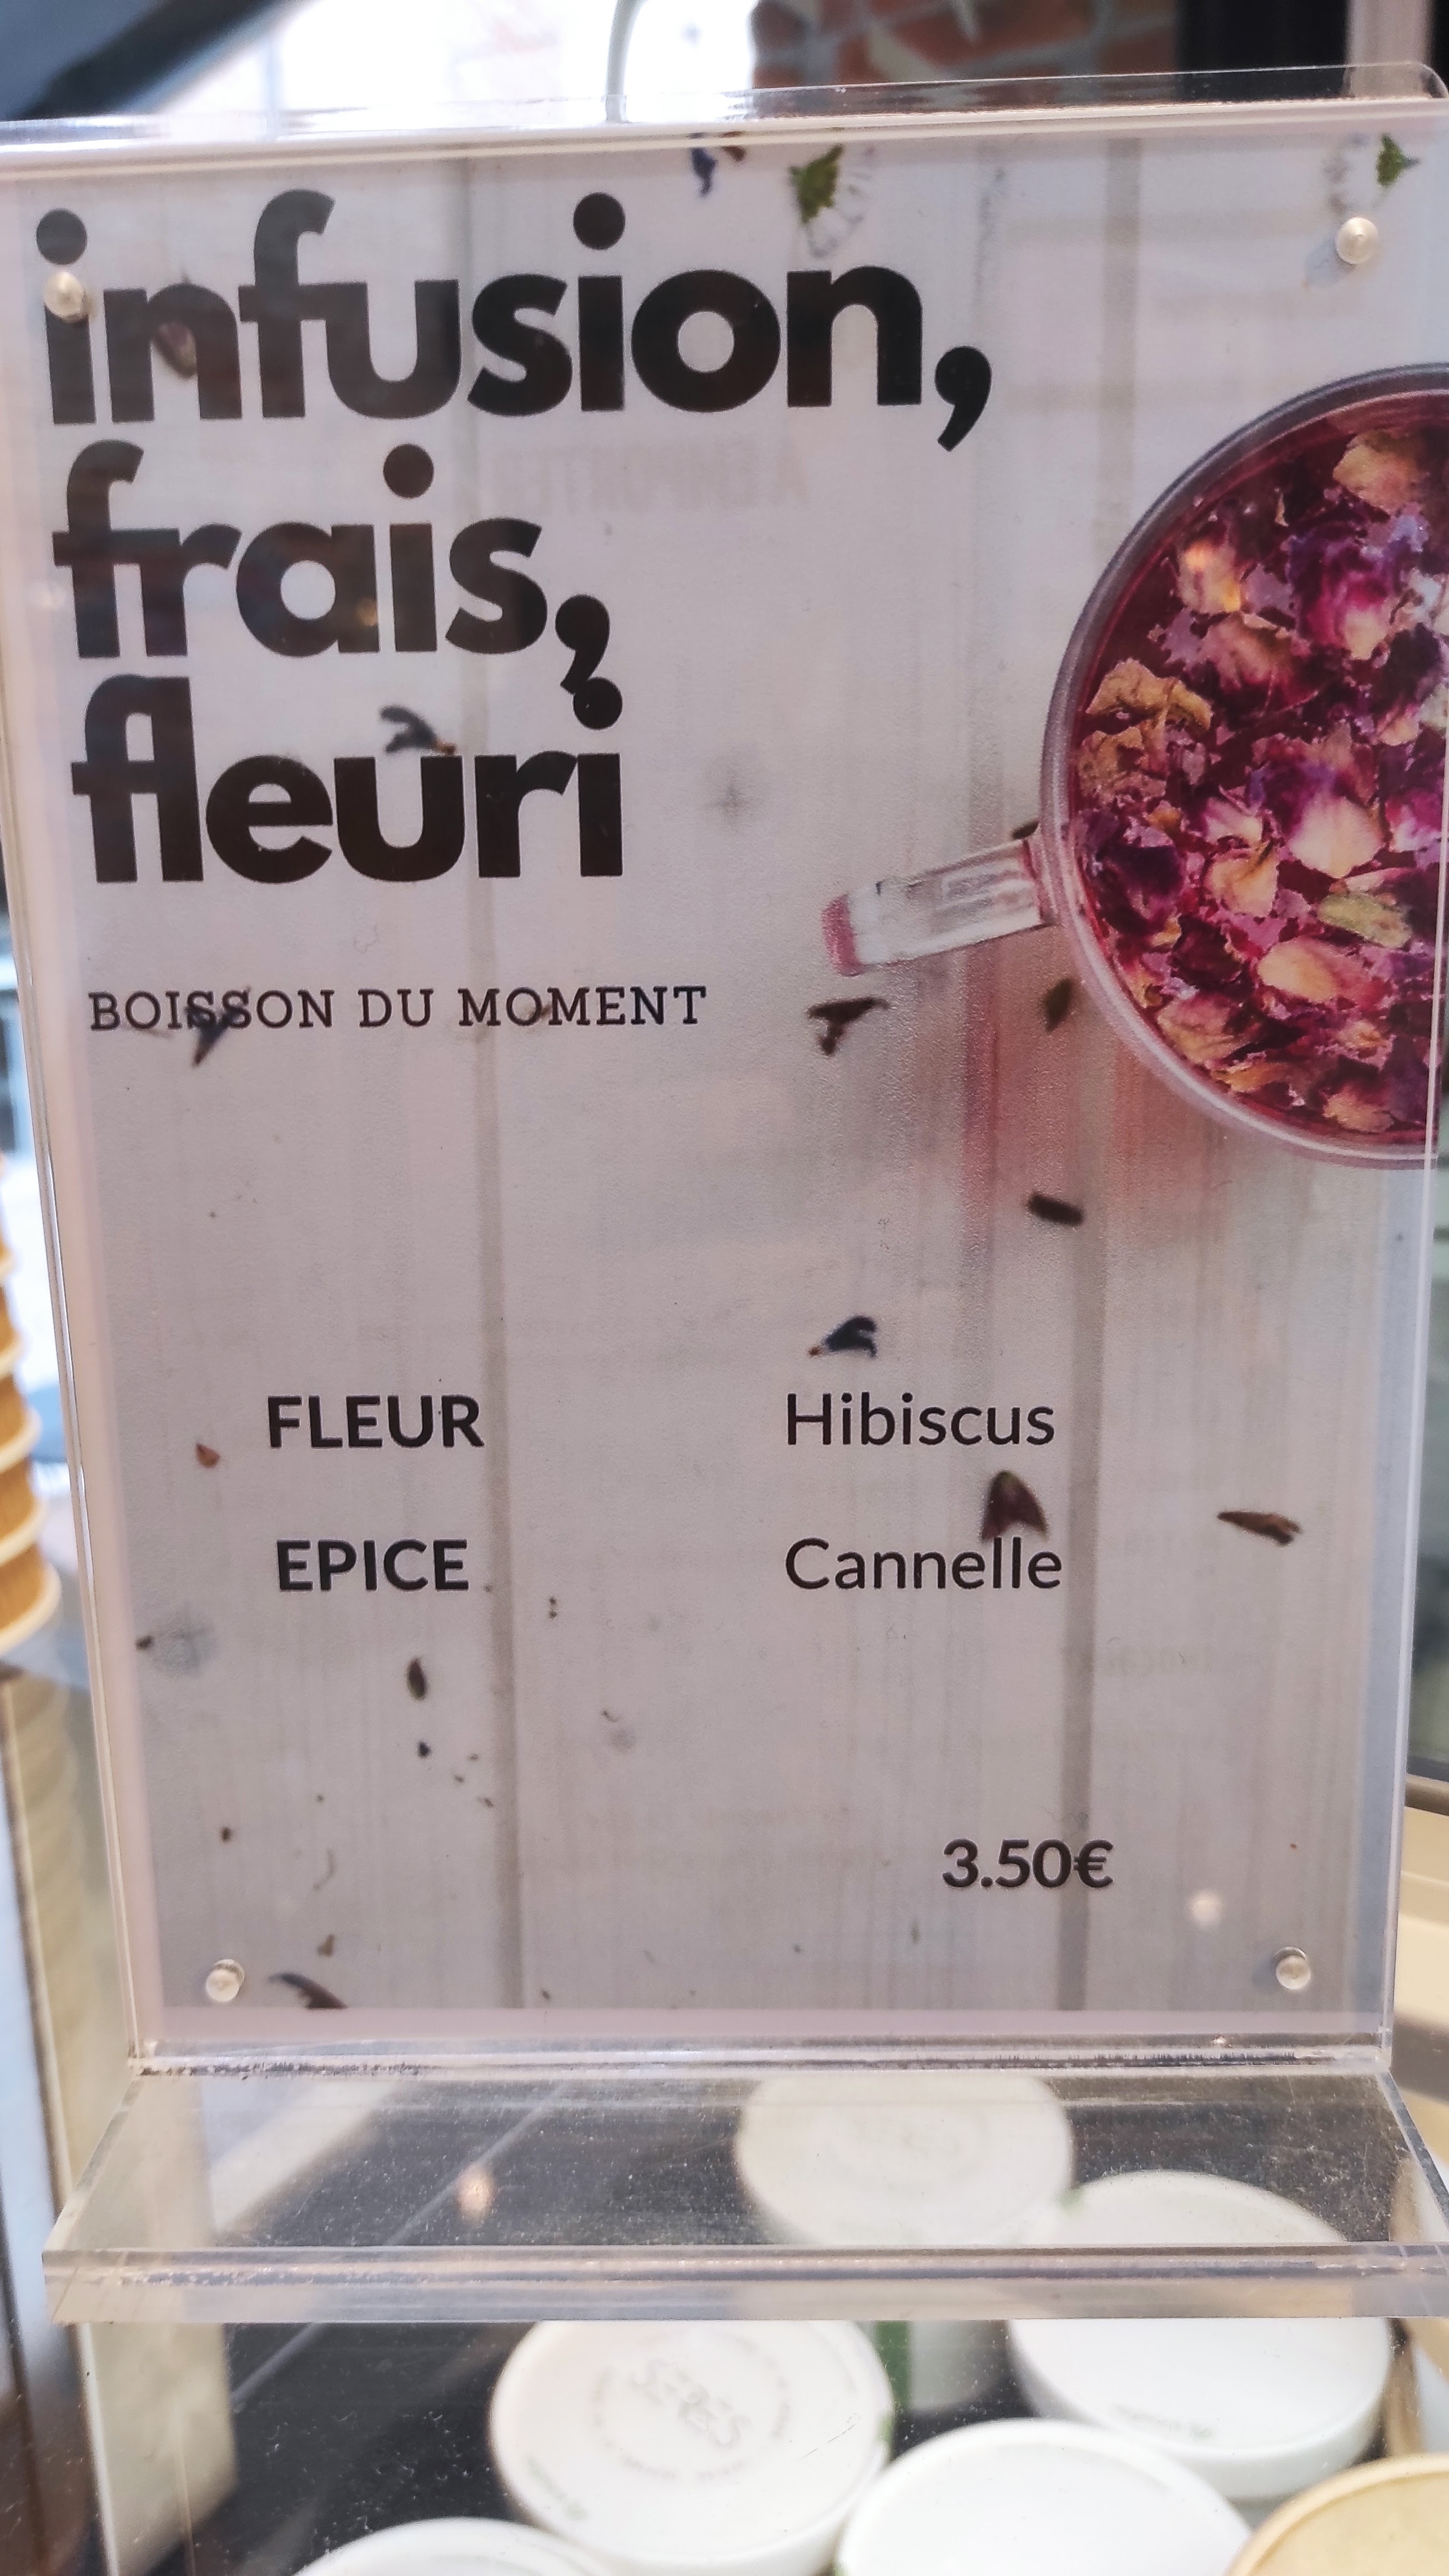 infusion,
frais,
fleuri
BOISSON DU MOMENT
FLEUR Hibiscus
EPICE Cannelle
3.50€